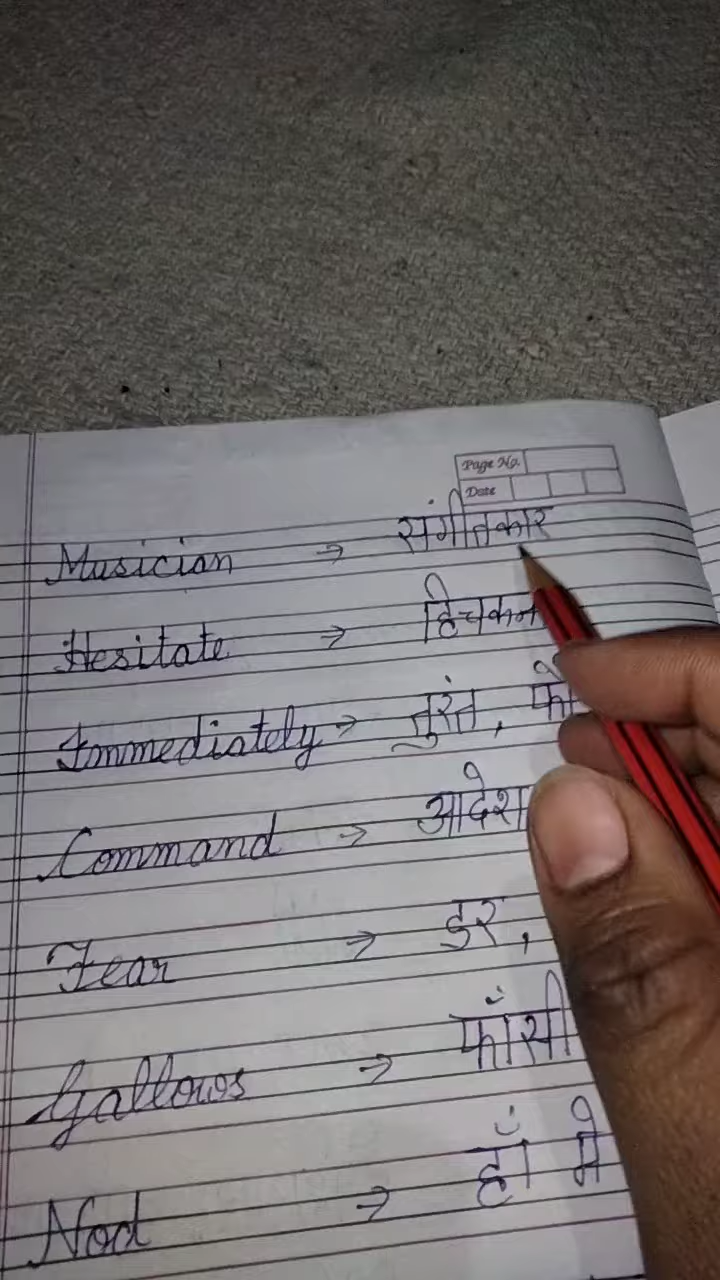 Page No.
Date
Musician → संगीतकार
Hesitate → हिचकन
Immediately → तुरंत,
Command → आदेश
Fear → डर,
Gallows → फाँसी
Nod → हाँ में